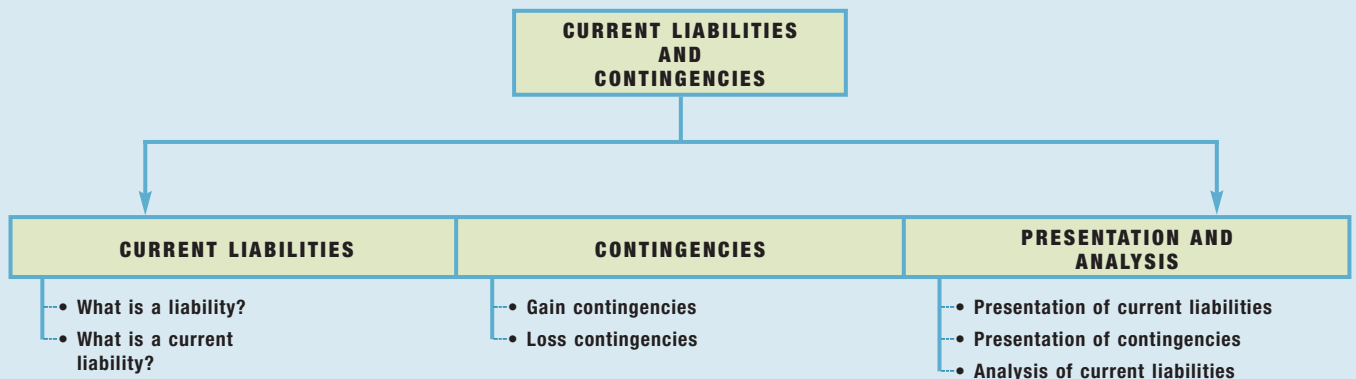 CURRENT LIABILITIES
AND
CONTINGENCIES
CURRENT LIABILITIES
CONTINGENCIES
PRESENTATION AND
ANALYSIS
• What is a liability?
• What is a current
liability?
• Gain contingencies
• Loss contingencies
• Presentation of current liabilities
• Presentation of contingencies
• Analysis of current liabilities